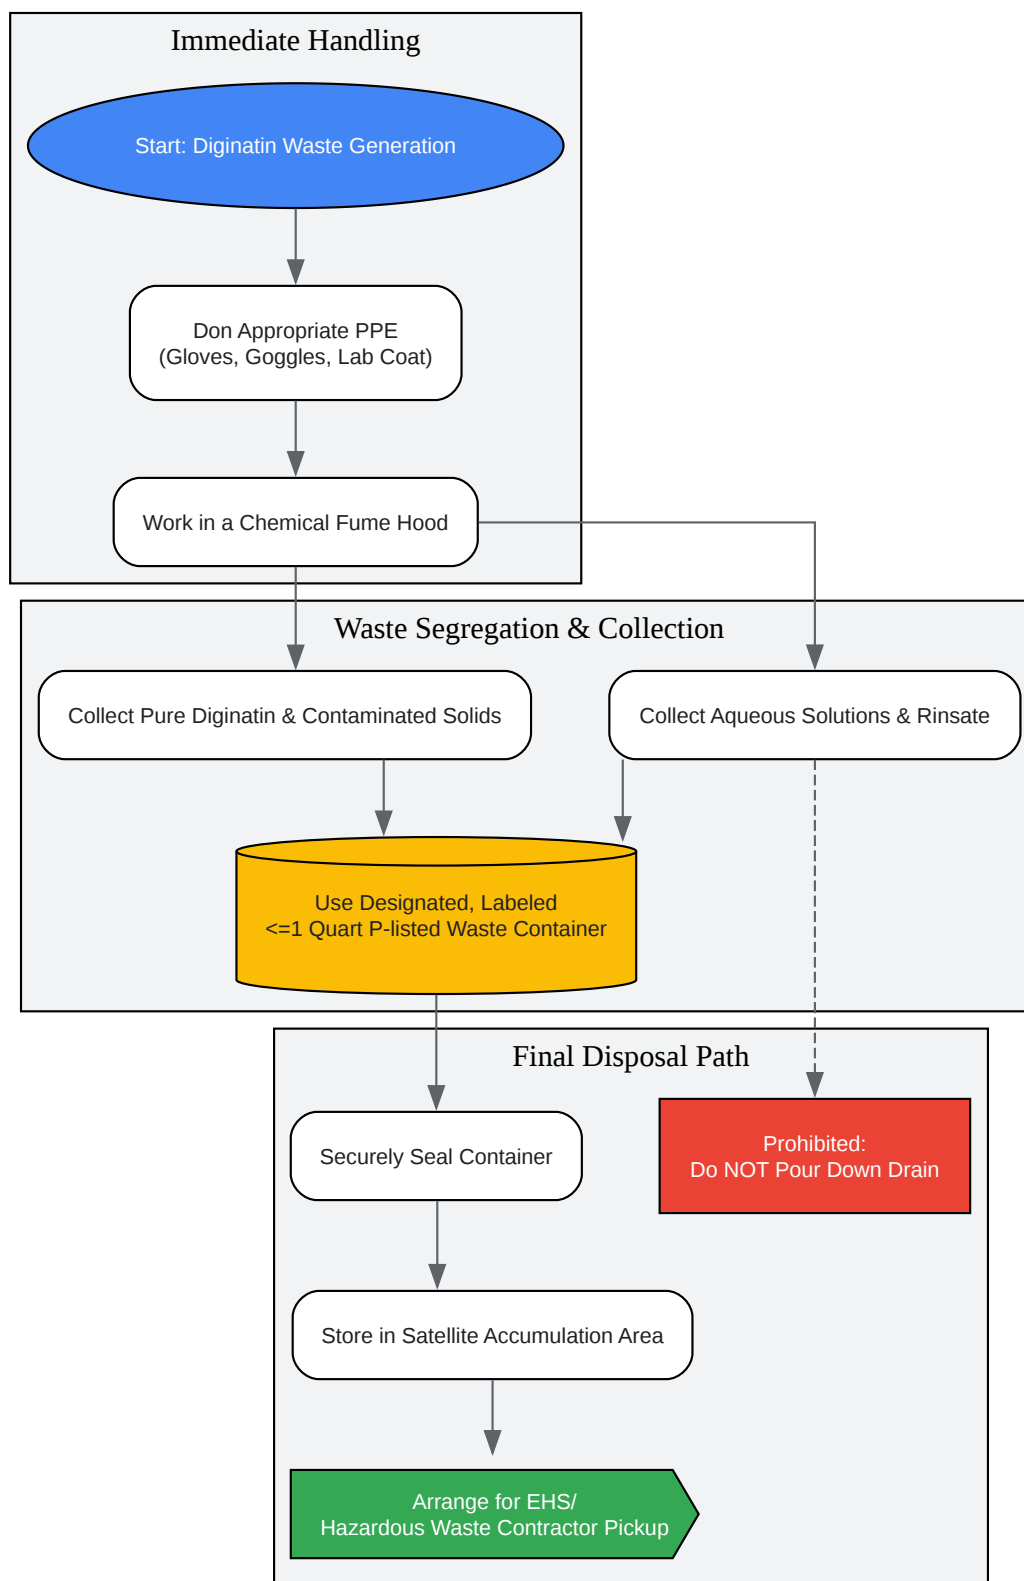 Immediate Handling
Start: Diginatin Waste Generation
Don Appropriate PPE
(Gloves, Goggles, Lab Coat)
Work in a Chemical Fume Hood
Waste Segregation & Collection
Collect Pure Diginatin & Contaminated Solids
Collect Aqueous Solutions & Rinsate
Use Designated, Labeled
<=1 Quart P-listed Waste Container
Final Disposal Path
Securely Seal Container
Prohibited:
Do NOT Pour Down Drain
Store in Satellite Accumulation Area
Arrange for EHS/
Hazardous Waste Contractor Pickup